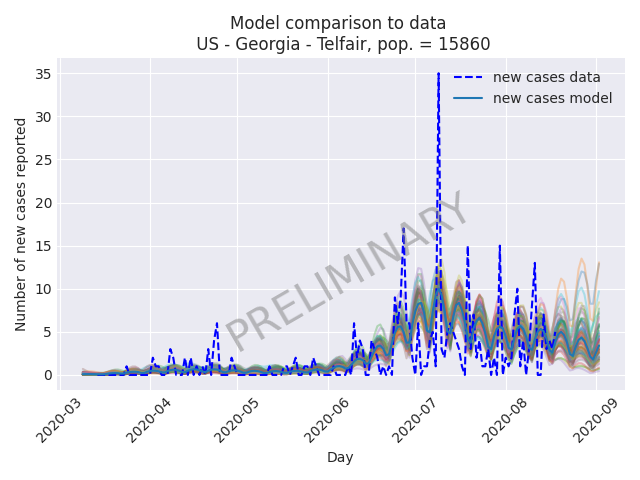 Model comparison to data
US - Georgia - Telfair, pop. = 15860
new cases data
new cases model
Number of new cases reported
35
30
25
20
15
10
5
0
PRELIMINARY
2020-03
2020-04
2020-05
2020-06
2020-07
2020-08
2020-09
Day